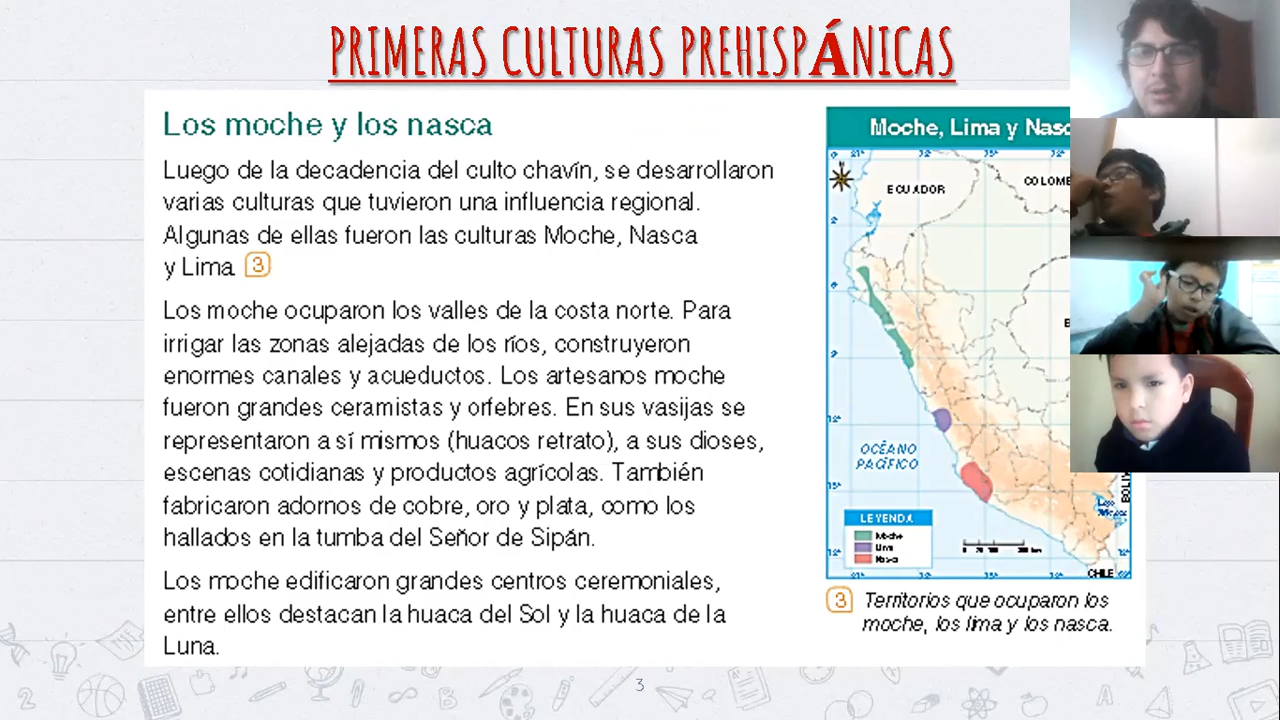 PRIMERAS CULTURAS PREHISPÁNICAS
Los moche y los nasca
Luego de la decadencia del culto chavín, se desarrollaron
varias culturas que tuvieron una influencia regional.
Algunas de ellas fueron las culturas Moche, Nasca
y Lima. 3
Los moche ocuparon los valles de la costa norte. Para
irrigar las zonas alejadas de los ríos, construyeron
enormes canales y acueductos. Los artesanos moche
fueron grandes ceramistas y orfebres. En sus vasijas se
representaron a sí mismos (huacos retrato), a sus dioses,
escenas cotidianas y productos agrícolas. También
fabricaron adornos de cobre, oro y plata, como los
hallados en la tumba del Señor de Sipán.
Los moche edificaron grandes centros ceremoniales,
entre ellos destacan la huaca del Sol y la huaca de la
Luna.
Moche, Lima y Nasc
ECUADOR
COLOME
OCÉANO
PACÍFICO
BOLIV
LEYENDA
Moche
Lima
Nasca
CHILE
3 Territorios que ocuparon los
moche, los lima y los nasca.
3